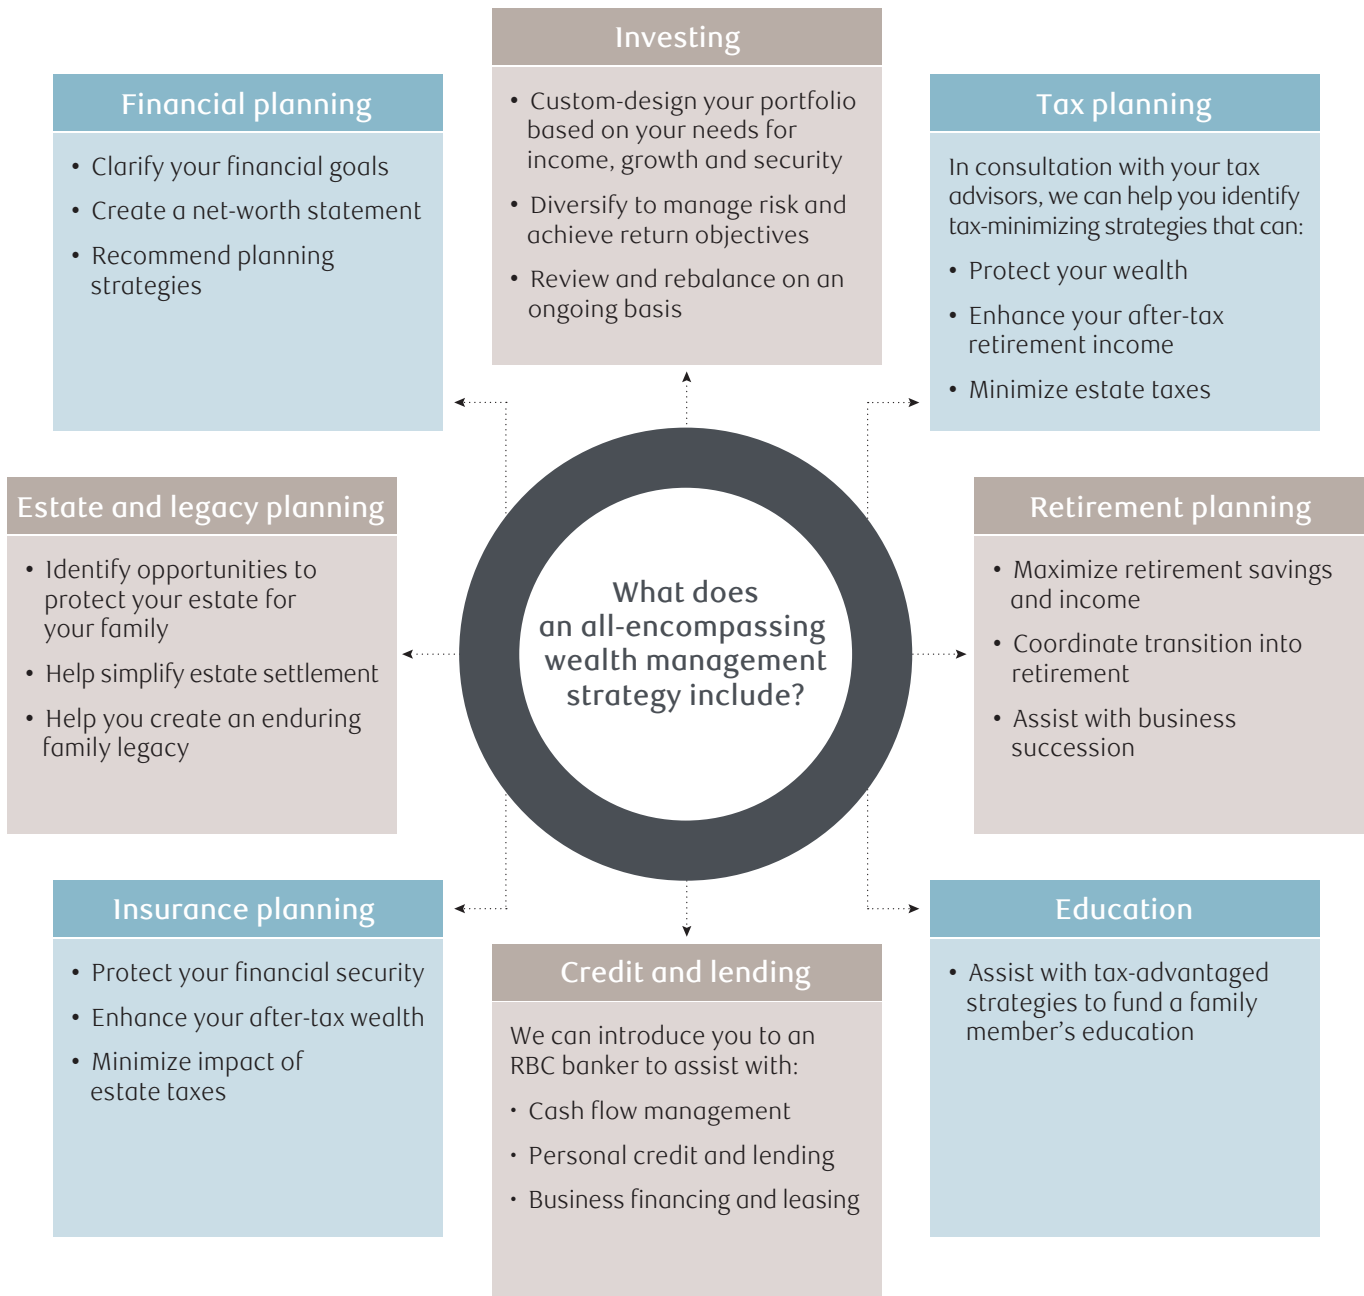 Investing
• Custom-design your portfolio
based on your needs for
income, growth and security
• Diversify to manage risk and
achieve return objectives
• Review and rebalance on an
ongoing basis
Financial planning
• Clarify your financial goals
• Create a net-worth statement
• Recommend planning
strategies
Tax planning
In consultation with your tax
advisors, we can help you identify
tax-minimizing strategies that can:
• Protect your wealth
• Enhance your after-tax
retirement income
• Minimize estate taxes
Estate and legacy planning
• Identify opportunities to
protect your estate for
your family
• Help simplify estate settlement
• Help you create an enduring
family legacy
What does
an all-encompassing
wealth management
strategy include?
Retirement planning
• Maximize retirement savings
and income
• Coordinate transition into
retirement
• Assist with business
succession
Insurance planning
• Protect your financial security
• Enhance your after-tax wealth
• Minimize impact of
estate taxes
Credit and lending
We can introduce you to an
RBC banker to assist with:
• Cash flow management
• Personal credit and lending
• Business financing and leasing
Education
• Assist with tax-advantaged
strategies to fund a family
member’s education